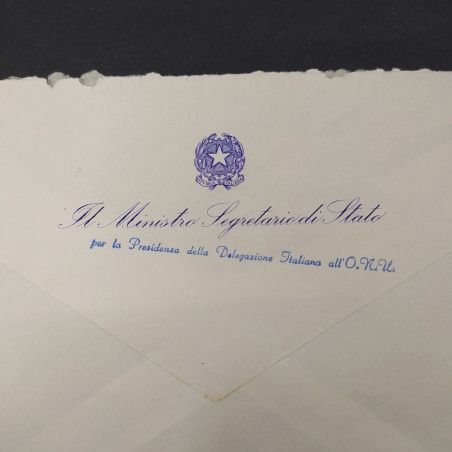 Il Ministro Segretario di Stato
per la Presidenza della Delegazione Italiana all'O.N.U.